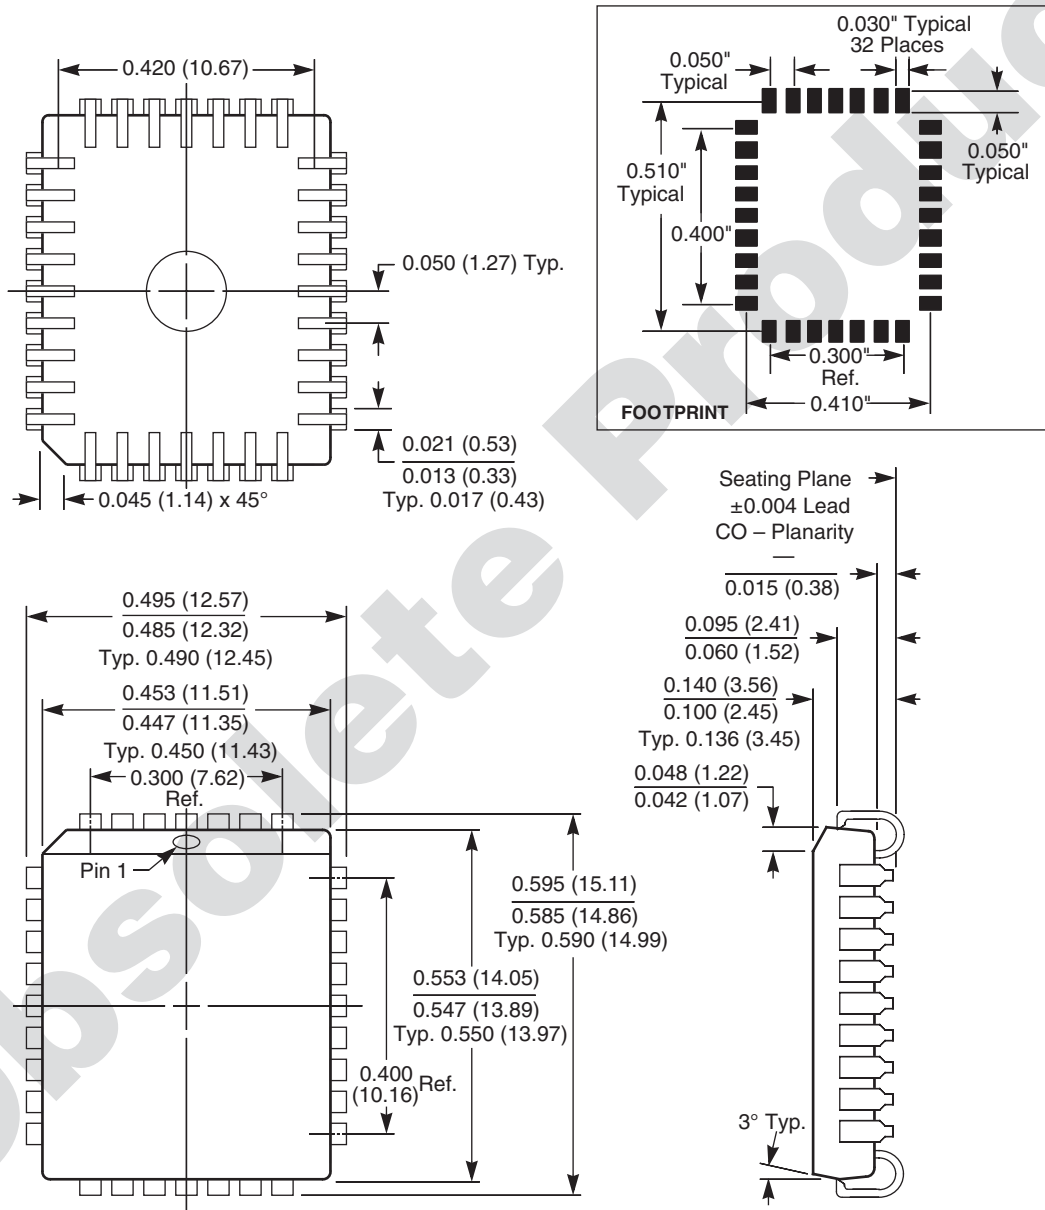 0.420 (10.67)
0.050 (1.27) Typ.
0.021 (0.53)
0.013 (0.33)
Typ. 0.017 (0.43)
0.045 (1.14) x 45°
0.030" Typical
32 Places
0.050"
Typical
0.050"
Typical
0.510"
Typical
0.400"
0.300"
Ref.
0.410"
FOOTPRINT
Seating Plane
±0.004 Lead
CO – Planarity
—
0.015 (0.38)
0.095 (2.41)
0.060 (1.52)
0.140 (3.56)
0.100 (2.45)
Typ. 0.136 (3.45)
0.048 (1.22)
0.042 (1.07)
3° Typ.
0.495 (12.57)
0.485 (12.32)
Typ. 0.490 (12.45)
0.453 (11.51)
0.447 (11.35)
Typ. 0.450 (11.43)
0.300 (7.62)
Ref.
Pin 1
0.595 (15.11)
0.585 (14.86)
Typ. 0.590 (14.99)
0.553 (14.05)
0.547 (13.89)
Typ. 0.550 (13.97)
0.400
(10.16)
Ref.
Obsolete Produc